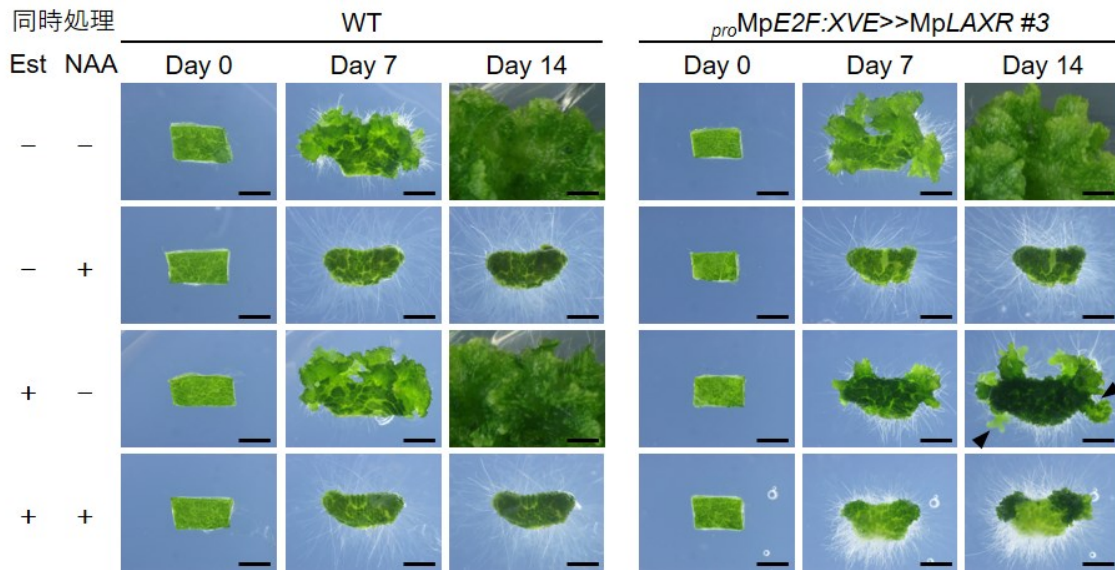 同時処理 WT proMpE2F:XVE>>MpLAXR #3
Est NAA Day 0 Day 7 Day 14 Day 0 Day 7 Day 14
− −
− +
+ −
+ +